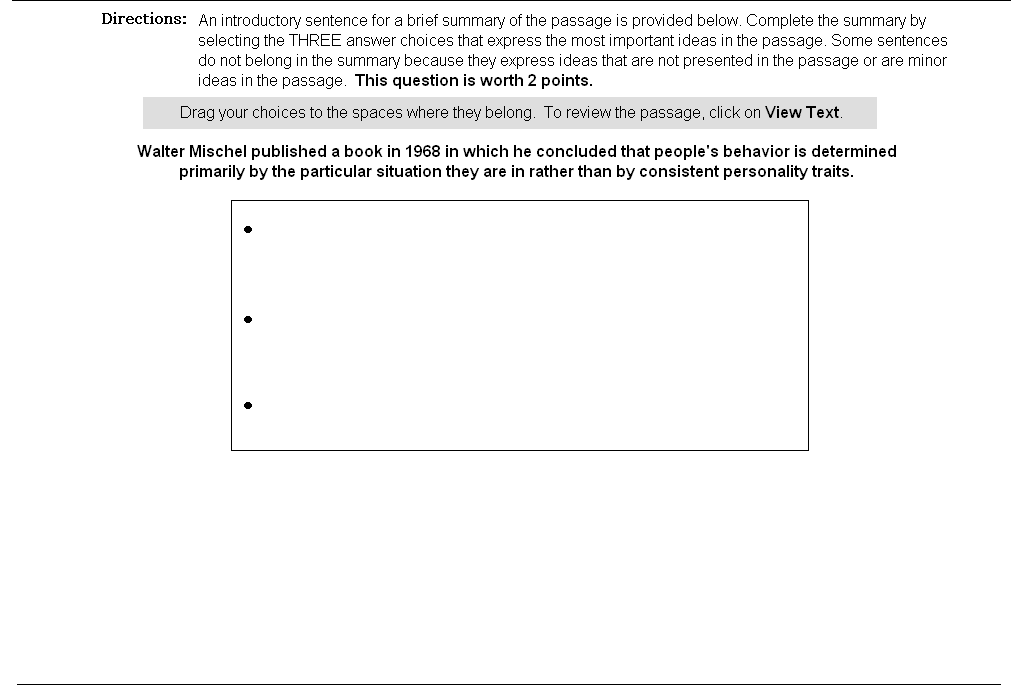 Directions: An introductory sentence for a brief summary of the passage is provided below. Complete the summary by
selecting the THREE answer choices that express the most important ideas in the passage. Some sentences
do not belong in the summary because they express ideas that are not presented in the passage or are minor
ideas in the passage. This question is worth 2 points.
Drag your choices to the spaces where they belong. To review the passage, click on View Text.
Walter Mischel published a book in 1968 in which he concluded that people's behavior is determined
primarily by the particular situation they are in rather than by consistent personality traits.